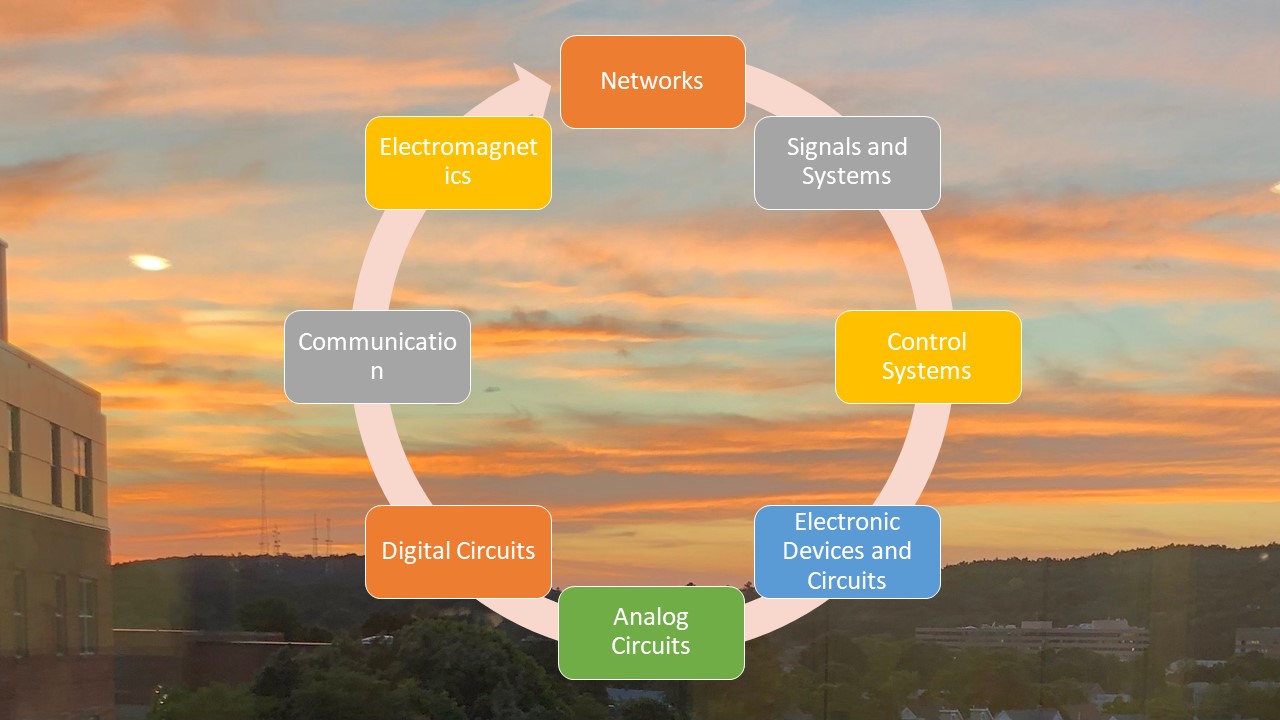 Networks
Signals and
Systems
Control
Systems
Electronic
Devices and
Circuits
Analog
Circuits
Digital Circuits
Communicatio
n
Electromagnet
ics